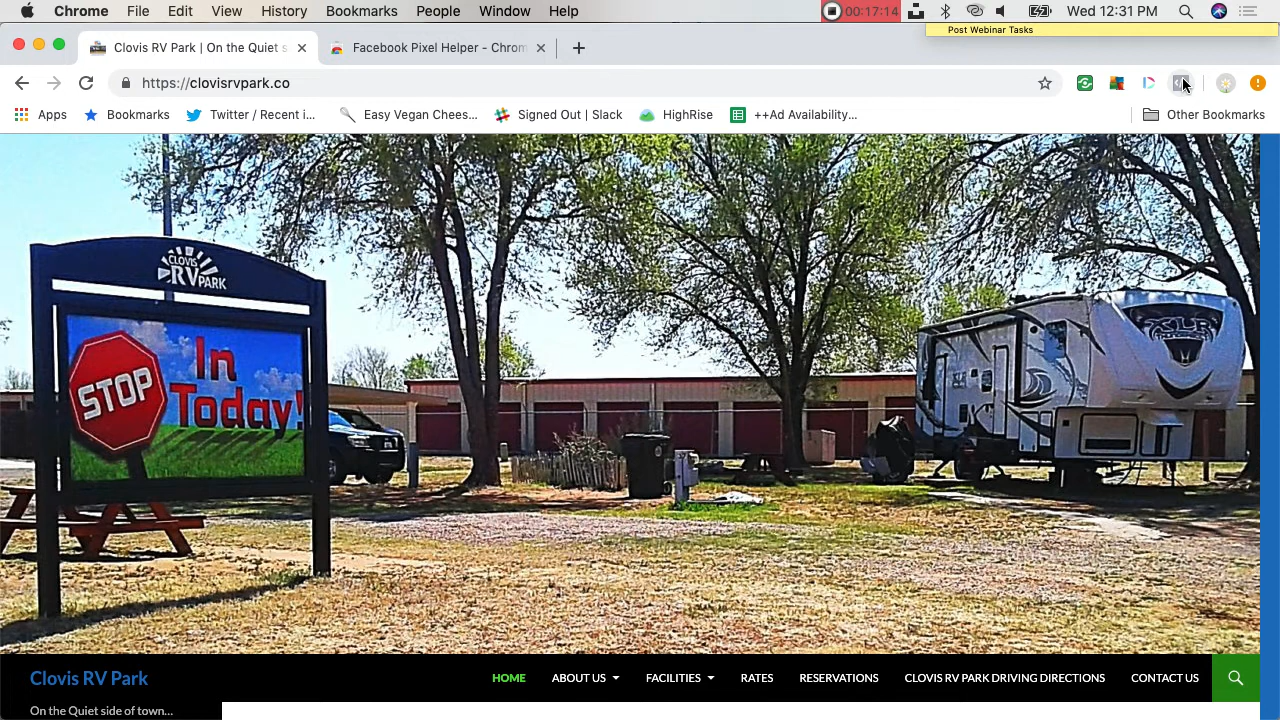 Chrome File Edit View History Bookmarks People Window Help 00:17:14 Wed 12:31 PM
Post Webinar Tasks
Clovis RV Park | On the Quiet s Facebook Pixel Helper - Chrom
https://clovisrvpark.co
Apps Bookmarks Twitter / Recent i... Easy Vegan Chees... Signed Out | Slack HighRise ++Ad Availability... Other Bookmarks
CLOVIS
RV PARK
STOP
In
Today!
XLR
Clovis RV Park HOME ABOUT US FACILITIES RATES RESERVATIONS CLOVIS RV PARK DRIVING DIRECTIONS CONTACT US
On the Quiet side of town...